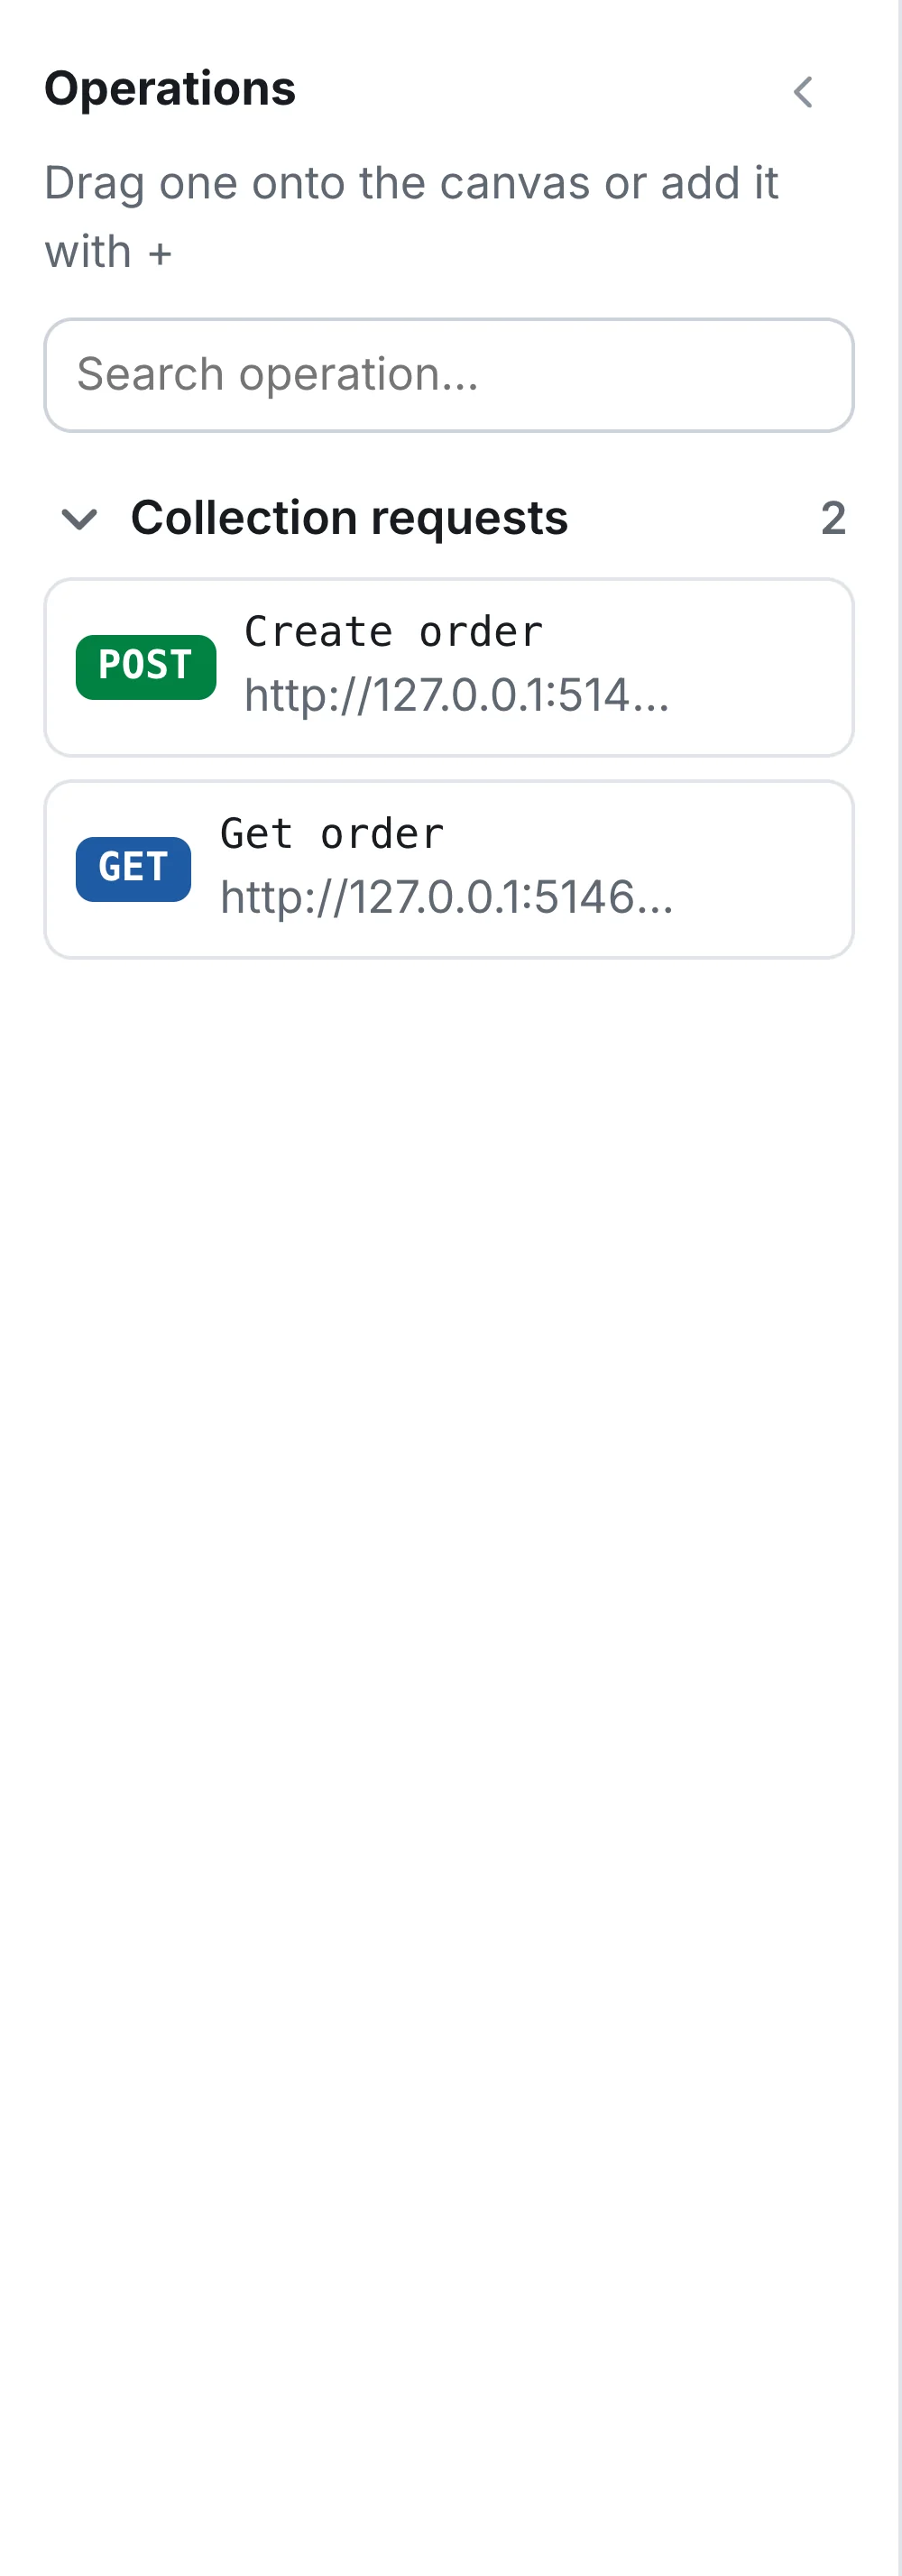 Operations
Drag one onto the canvas or add it
with +
Search operation...
Collection requests 2
POST Create order
http://127.0.0.1:514...
GET Get order
http://127.0.0.1:5146...